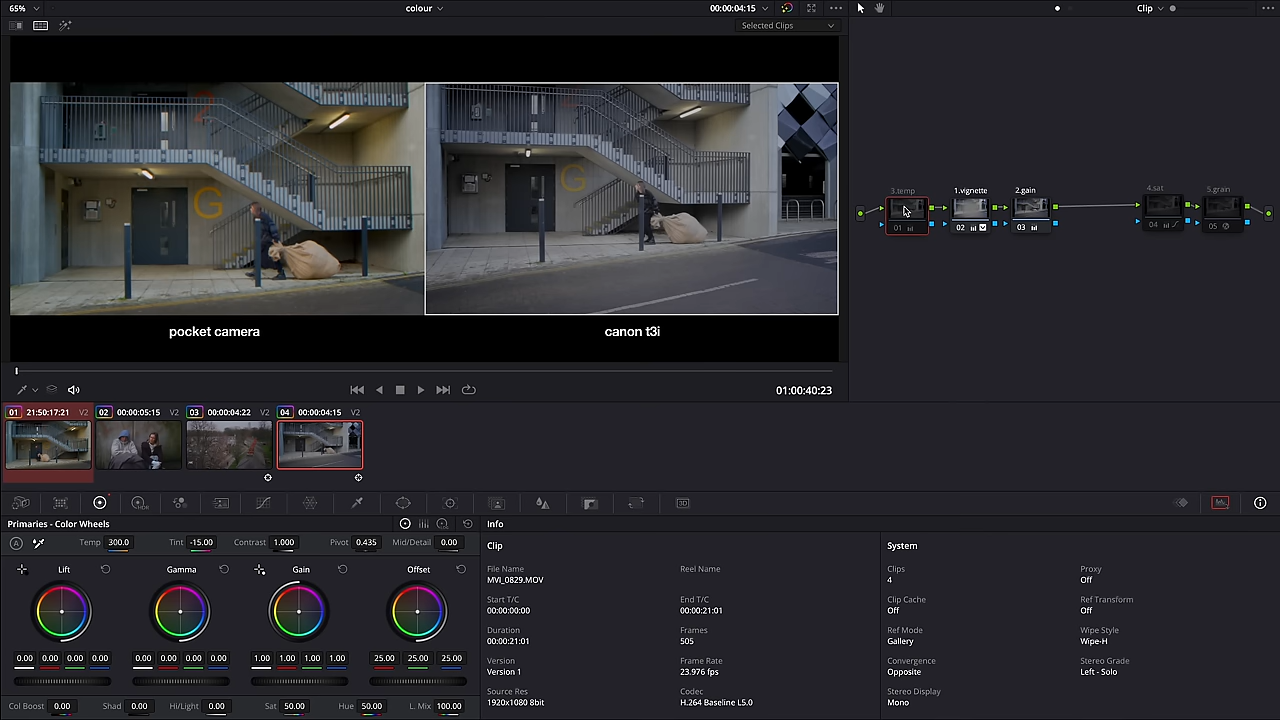 65%
colour
00:00:04:15
Clip
Selected Clips
2
G
G
pocket camera
canon t3i
3.temp
1.vignette
2.gain
4.sat
5.grain
01
02
03
04
05
01:00:40:23
01 21:50:17:21 V2
02 00:00:05:15 V2
03 00:00:04:22 V2
04 00:00:04:15 V2
HDR
3D
Primaries - Color Wheels
Info
A
Temp 300.0 Tint -15.00 Contrast 1.000 Pivot 0.435 Mid/Detail 0.00
Lift
Gamma
Gain
Offset
0.00 0.00 0.00 0.00
0.00 0.00 0.00 0.00
1.00 1.00 1.00 1.00
25.00 25.00 25.00
Col Boost 0.00 Shad 0.00 Hi/Light 0.00 Sat 50.00 Hue 50.00 L. Mix 100.00
Clip
File Name
MVI_0829.MOV
Reel Name
Start T/C
00:00:00:00
End T/C
00:00:21:01
Duration
00:00:21:01
Frames
505
Version
Version 1
Frame Rate
23.976 fps
Source Res
1920x1080 8bit
Codec
H.264 Baseline L5.0
System
Clips
4
Proxy
Off
Clip Cache
Off
Ref Transform
Off
Ref Mode
Gallery
Wipe Style
Wipe-H
Convergence
Opposite
Stereo Grade
Left - Solo
Stereo Display
Mono